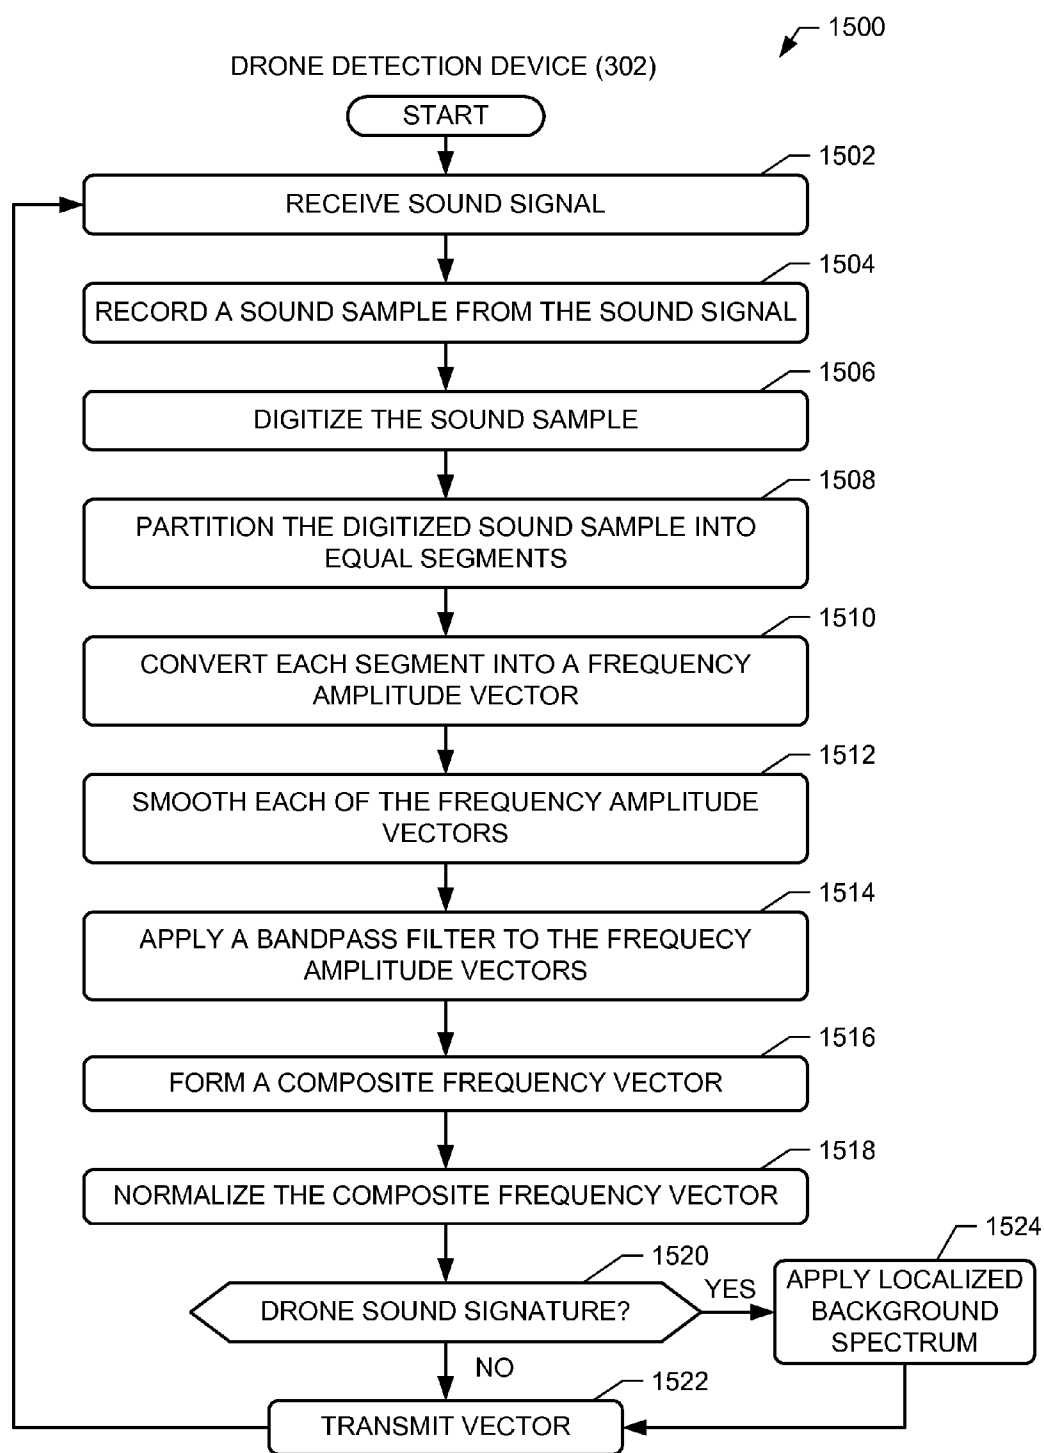 1500
DRONE DETECTION DEVICE (302)
START
1502
RECEIVE SOUND SIGNAL
1504
RECORD A SOUND SAMPLE FROM THE SOUND SIGNAL
1506
DIGITIZE THE SOUND SAMPLE
1508
PARTITION THE DIGITIZED SOUND SAMPLE INTO
EQUAL SEGMENTS
1510
CONVERT EACH SEGMENT INTO A FREQUENCY
AMPLITUDE VECTOR
1512
SMOOTH EACH OF THE FREQUENCY AMPLITUDE
VECTORS
1514
APPLY A BANDPASS FILTER TO THE FREQUECY
AMPLITUDE VECTORS
1516
FORM A COMPOSITE FREQUENCY VECTOR
1518
NORMALIZE THE COMPOSITE FREQUENCY VECTOR
1520
DRONE SOUND SIGNATURE?
YES
1524
APPLY LOCALIZED
BACKGROUND
SPECTRUM
NO
1522
TRANSMIT VECTOR